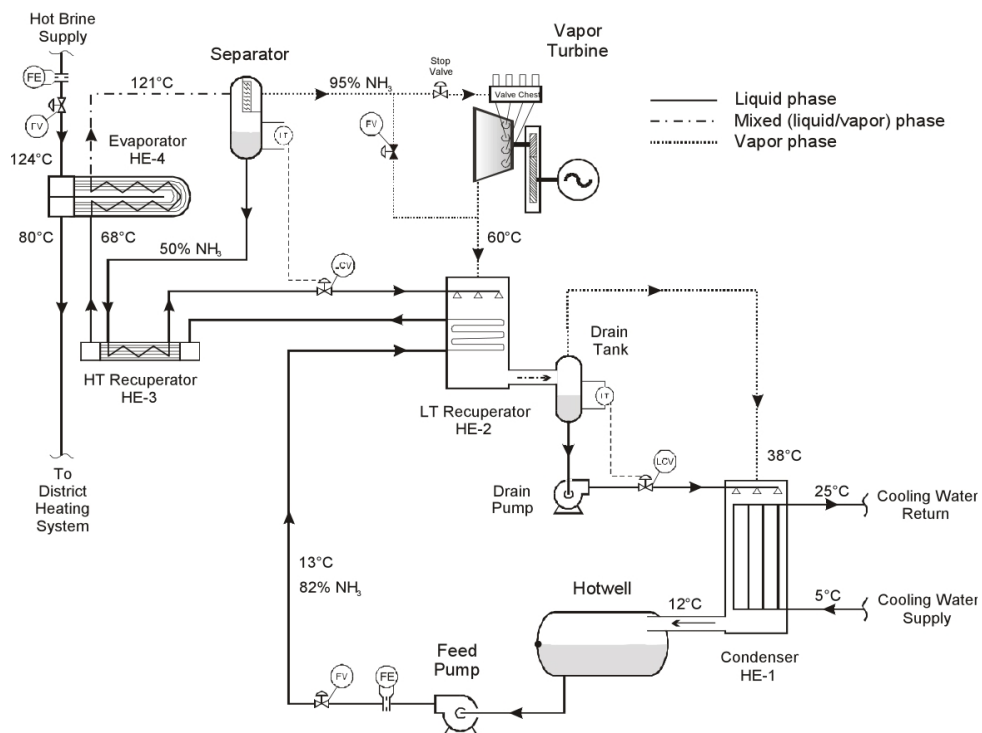 Hot Brine
Supply
FE
FV
124°C
80°C
121°C
Evaporator
HE-4
68°C
Separator
LT
95% NH3
50% NH3
Stop
Valve
FV
Vapor
Turbine
Valve Chest
60°C
Liquid phase
Mixed (liquid/vapor) phase
Vapor phase
LCV
HT Recuperator
HE-3
LT Recuperator
HE-2
Drain
Tank
LT
LCV
Drain
Pump
38°C
25°C
Cooling Water
Return
5°C
Cooling Water
Supply
Condenser
HE-1
12°C
Hotwell
Feed
Pump
FE
FV
13°C
82% NH3
To
District
Heating
System